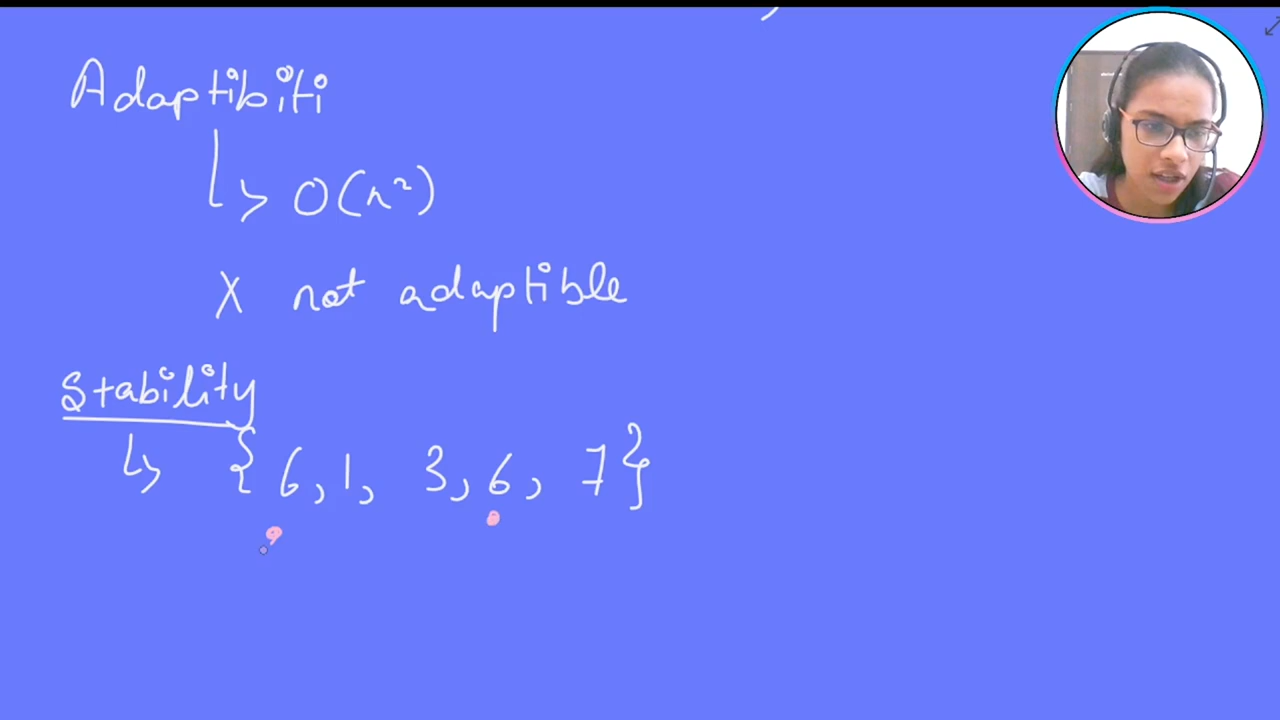 Adaptibiti
↳ O(n²)
X not adaptible
Stability
↳ { 6, 1, 3, 6, 7}